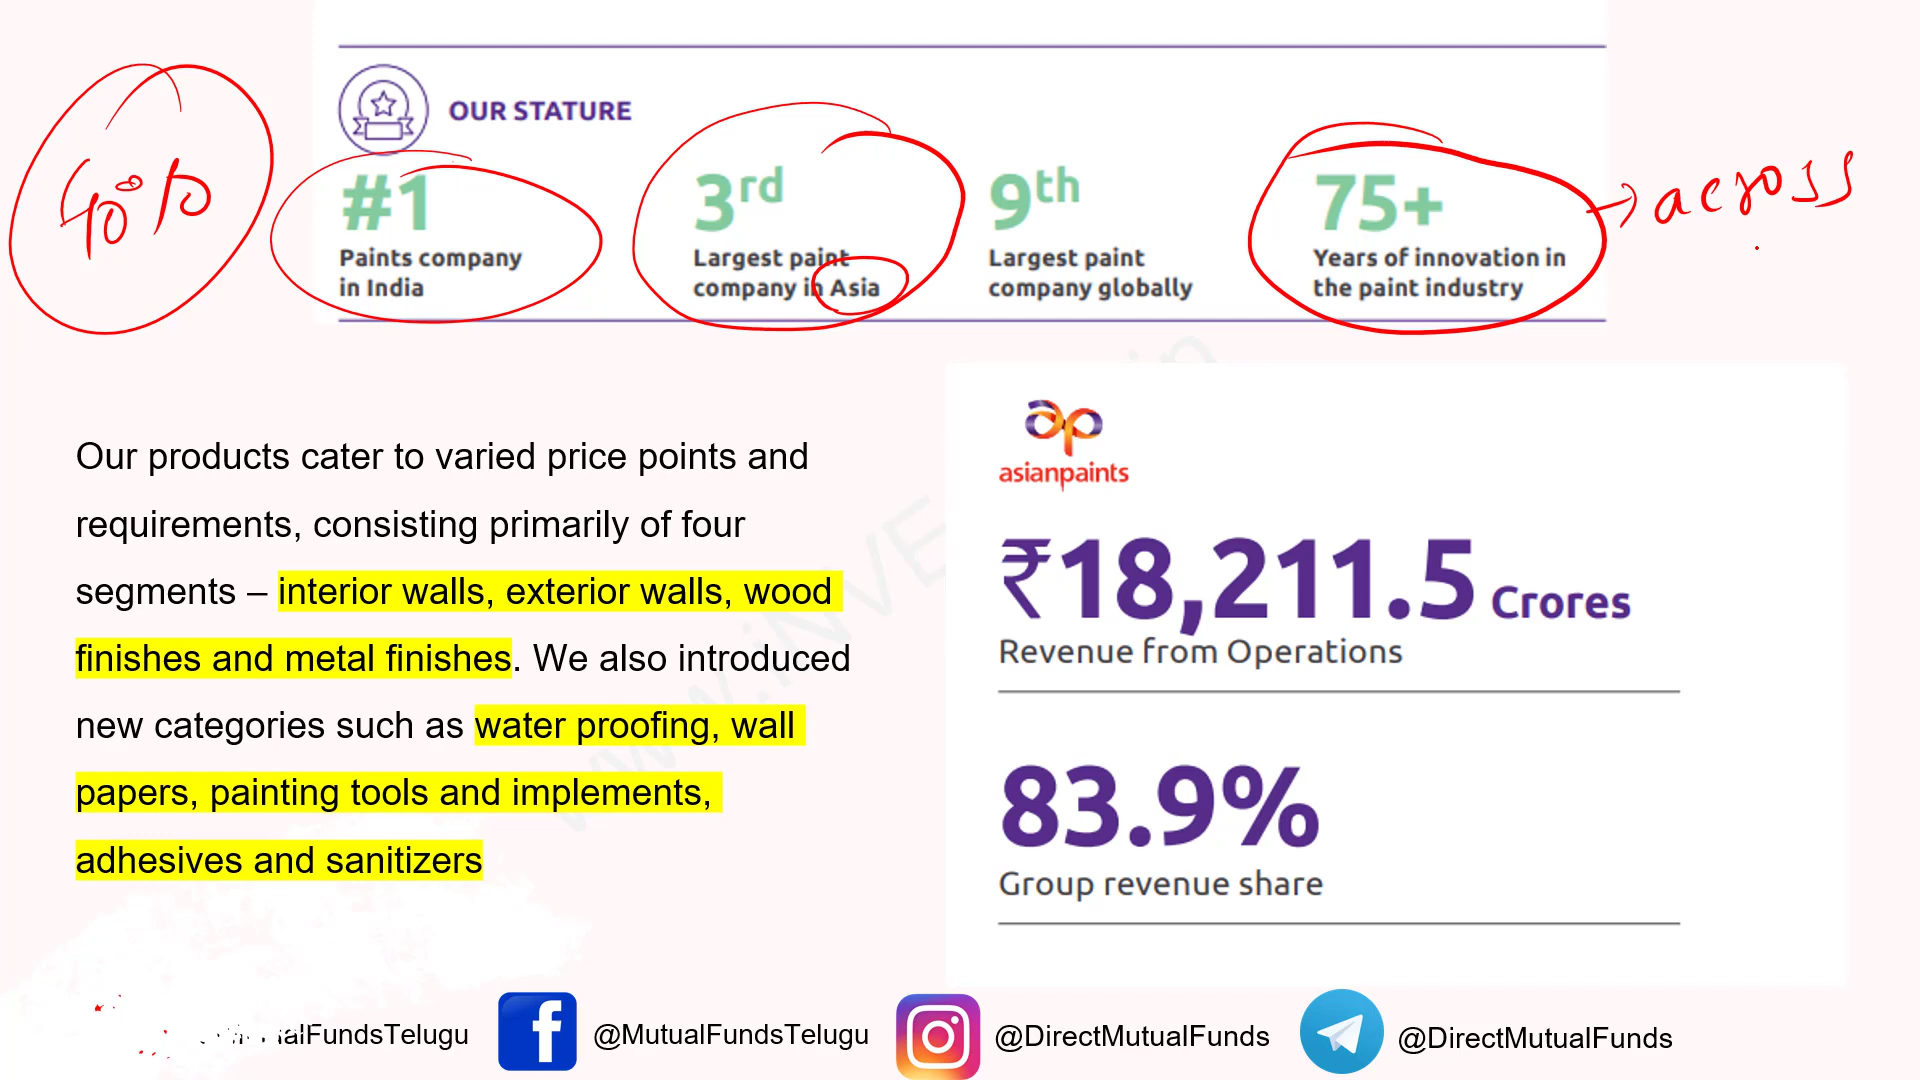 OUR STATURE
40%
#1
Paints company
in India
3rd
Largest paint
company in Asia
9th
Largest paint
company globally
75+
Years of innovation in
the paint industry
→ across
Our products cater to varied price points and
requirements, consisting primarily of four
segments – interior walls, exterior walls, wood
finishes and metal finishes. We also introduced
new categories such as water proofing, wall
papers, painting tools and implements,
adhesives and sanitizers
ap
asianpaints
₹18,211.5 Crores
Revenue from Operations
83.9%
Group revenue share
@MutualFundsTelugu
@DirectMutualFunds
@DirectMutualFunds